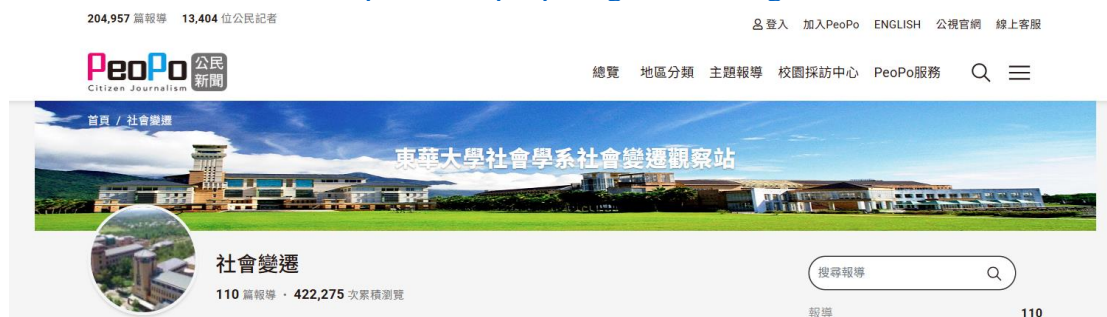 204,957 篇報導 13,404 位公民記者
登入 加入PeoPo ENGLISH 公視官網 線上客服
PeoPo 公民新聞
Citizen Journalism
總覽 地區分類 主題報導 校園採訪中心 PeoPo服務
首頁 / 社會變遷
東華大學社會學系社會變遷觀察站
社會變遷
搜尋報導
110 篇報導 · 422,275 次累積瀏覽
報導 110